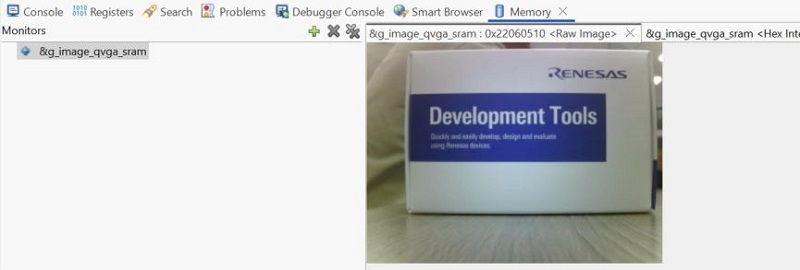 Console Registers Search Problems Debugger Console Smart Browser Memory
Monitors
&g_image_qvga_sram : 0x22060510 <Raw Image>
&g_image_qvga_sram <Hex Inte
&g_image_qvga_sram
RENESAS
Development Tools
Quickly and easily develop, design and evaluate
using Renesas devices.